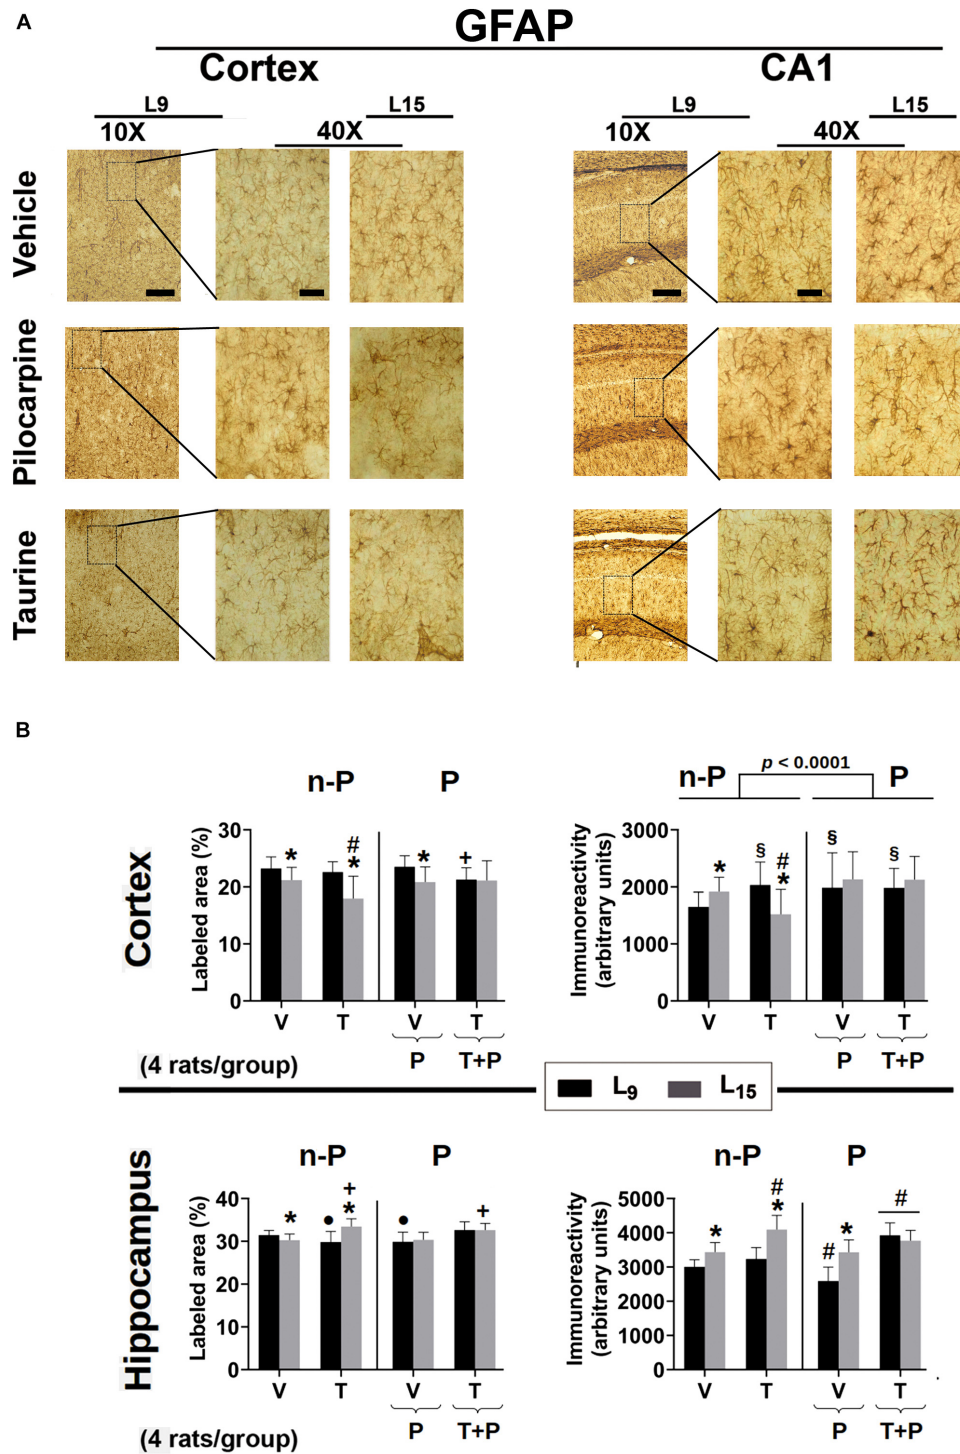 A
GFAP
Cortex
CA1
L9
L15
L9
L15
10X
40X
10X
40X
Vehicle
Pilocarpine
Taurine
B
n-P
P
n-P
p < 0.0001
P
Cortex
Labeled area (%)
30
20
10
0
*
#
*
*
+
V
T
V
T
P
T+P
Immunoreactivity
(arbitrary units)
3000
2000
1000
0
*
§
#
*
§
§
V
T
V
T
P
T+P
(4 rats/group)
L9
L15
Hippocampus
n-P
P
n-P
P
Labeled area (%)
40
30
20
10
0
*
●
+
*
●
+
V
T
V
T
P
T+P
Immunoreactivity
(arbitrary units)
5000
4000
3000
2000
1000
0
*
#
*
#
*
#
V
T
V
T
P
T+P
(4 rats/group)